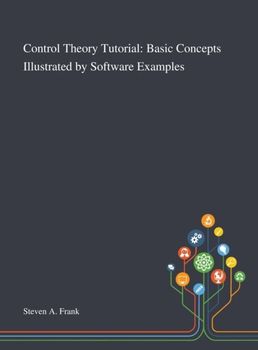 Control Theory Tutorial: Basic Concepts
Illustrated by Software Examples
Steven A. Frank